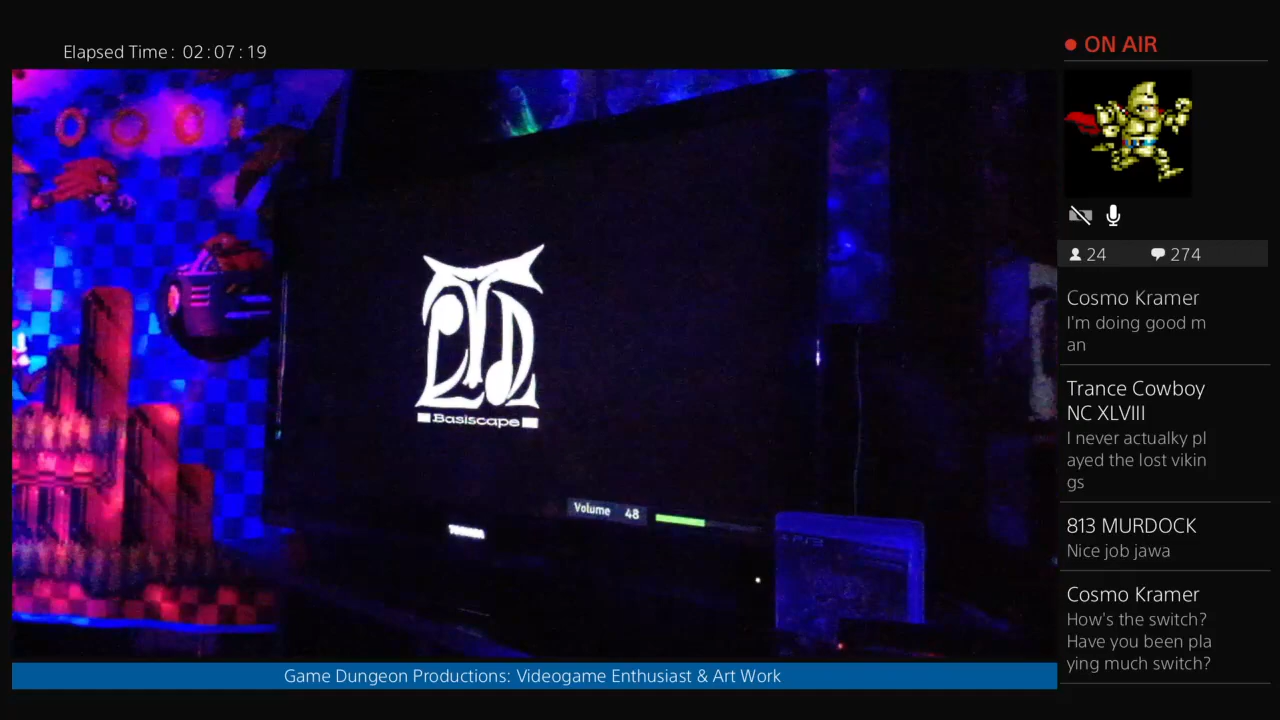 Elapsed Time: 02:07:19
ON AIR
24
274
Cosmo Kramer
I'm doing good m
an
Trance Cowboy
NC XLVIII
I never actualky pl
ayed the lost vikin
gs
813 MURDOCK
Nice job jawa
Cosmo Kramer
How's the switch?
Have you been pla
ying much switch?
Basiscape
Volume 48
TOSHIBA
PS3
Game Dungeon Productions: Videogame Enthusiast & Art Work